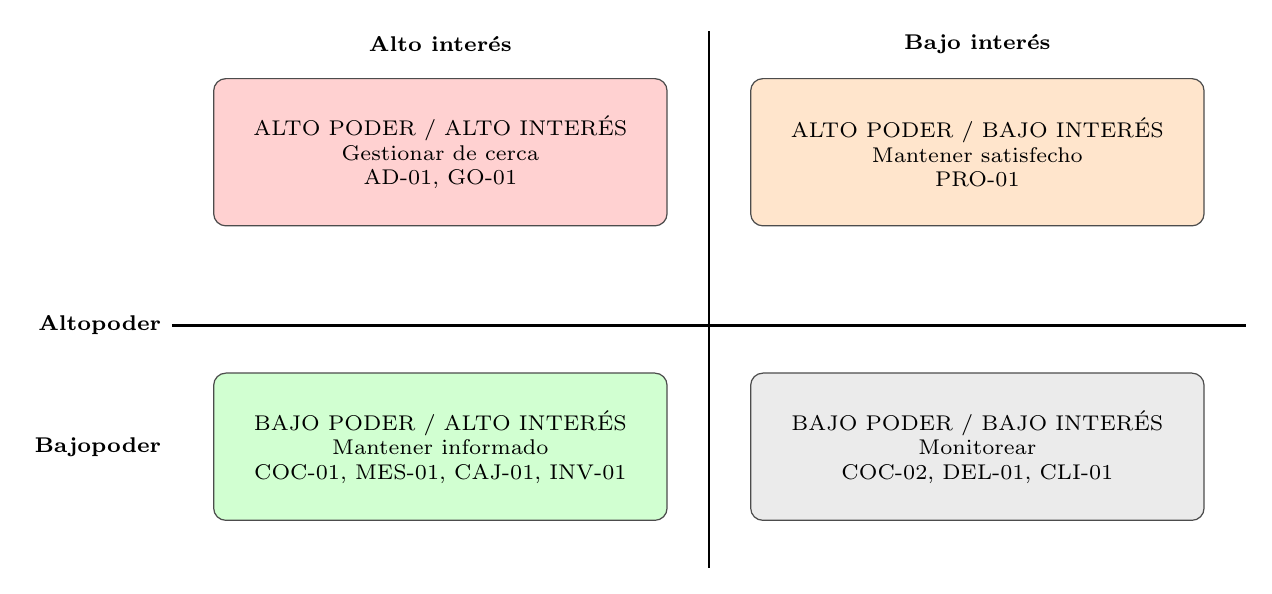 Alto interés
Bajo interés
ALTO PODER / ALTO INTERÉS
Gestionar de cerca
AD-01, GO-01
ALTO PODER / BAJO INTERÉS
Mantener satisfecho
PRO-01
Altopoder
Bajopoder
BAJO PODER / ALTO INTERÉS
Mantener informado
COC-01, MES-01, CAJ-01, INV-01
BAJO PODER / BAJO INTERÉS
Monitorear
COC-02, DEL-01, CLI-01